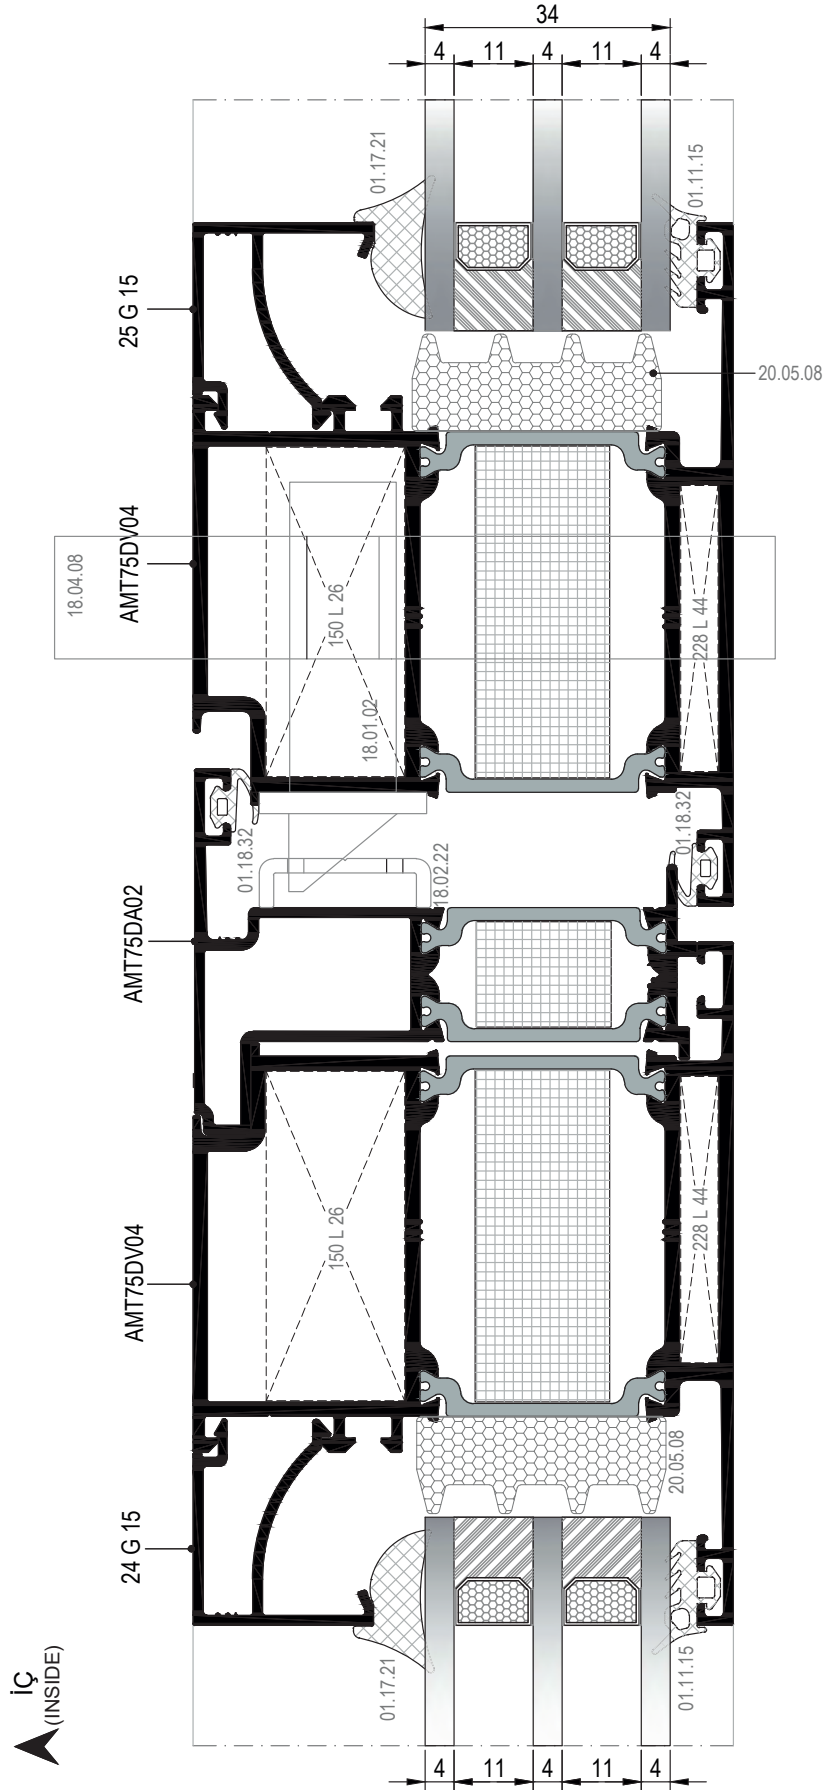 34
4 11 4 11 4
01.17.21
01.11.15
25 G 15
20.05.08
18.04.08
AMT75DV04
150 L 26
228 L 44
18.01.02
01.18.32
01.18.32
18.02.22
AMT75DA02
AMT75DV04
150 L 26
228 L 44
20.05.08
24 G 15
01.17.21
01.11.15
İÇ
(INSIDE)
4 11 4 11 4